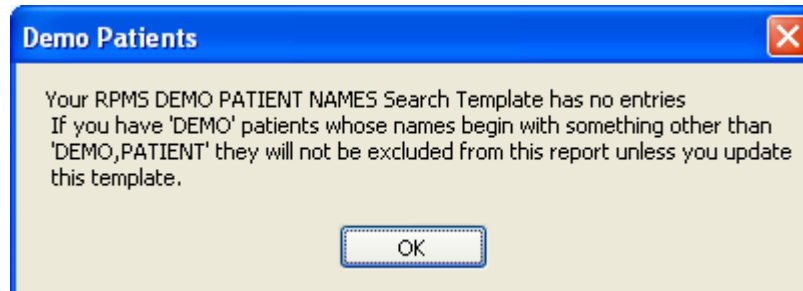 Demo Patients
Your RPMS DEMO PATIENT NAMES Search Template has no entries
If you have 'DEMO' patients whose names begin with something other than
'DEMO,PATIENT' they will not be excluded from this report unless you update
this template.
OK